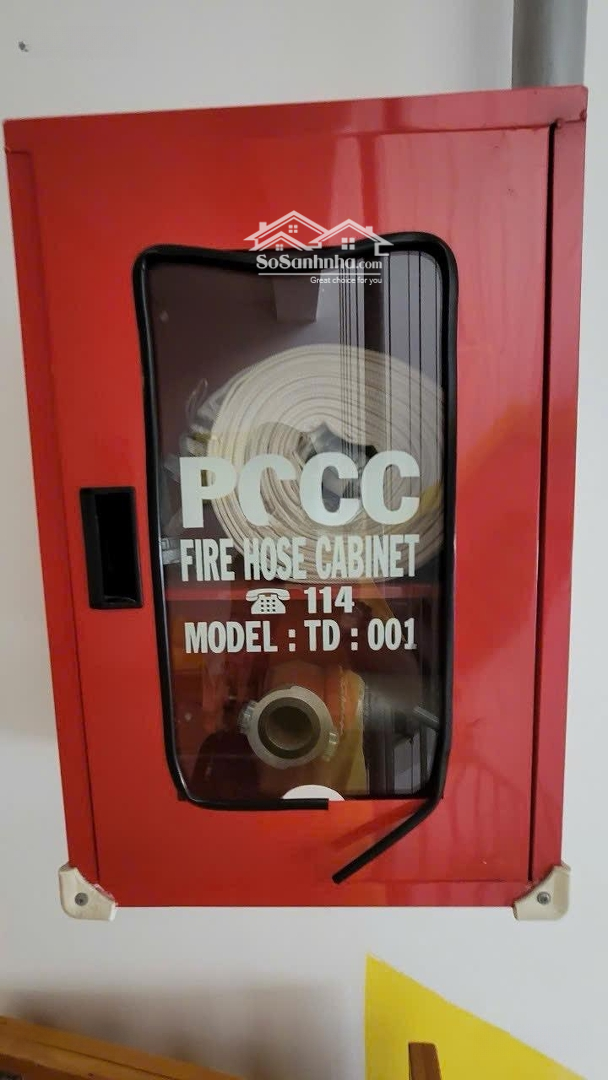 SoSanhnha.com
Great choice for you
PCCC
FIRE HOSE CABINET
114
MODEL : TD : 001